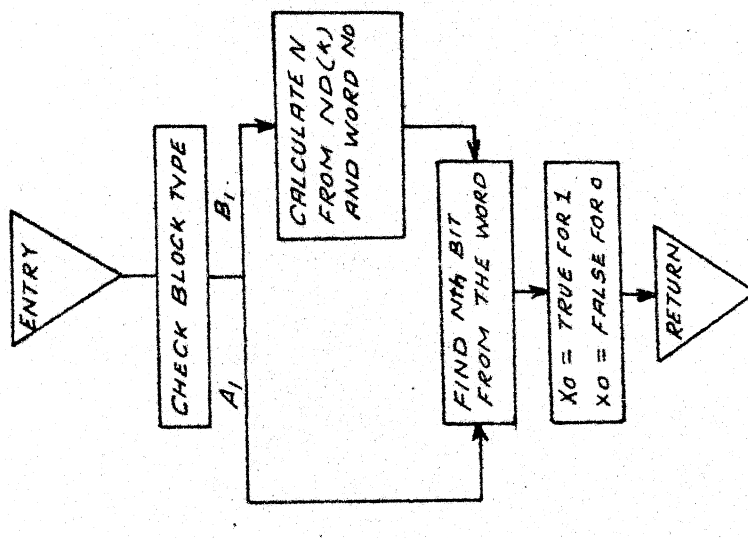 ENTRY
CHECK BLOCK TYPE
A1
B1.
CALCULATE N
FROM ND(K)
AND WORD NO
FIND Nth BIT
FROM THE WORD
XO = TRUE FOR 1
XO = FALSE FOR 0
RETURN